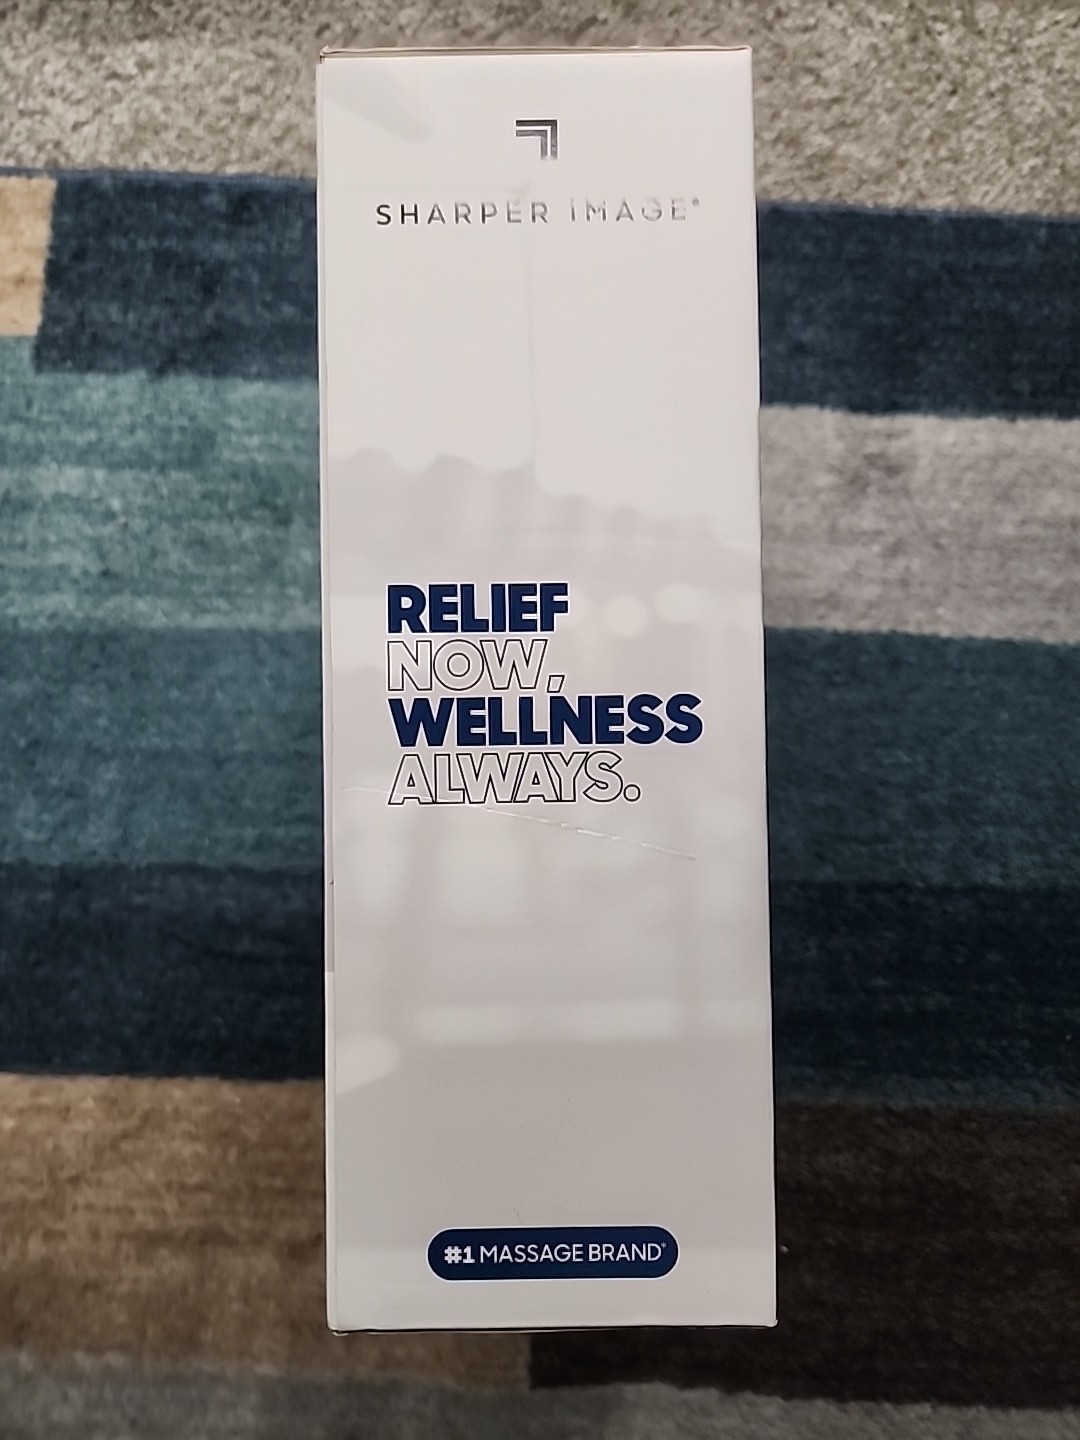 SHARPER IMAGE®
RELIEF
NOW,
WELLNESS
ALWAYS.
#1 MASSAGE BRAND*